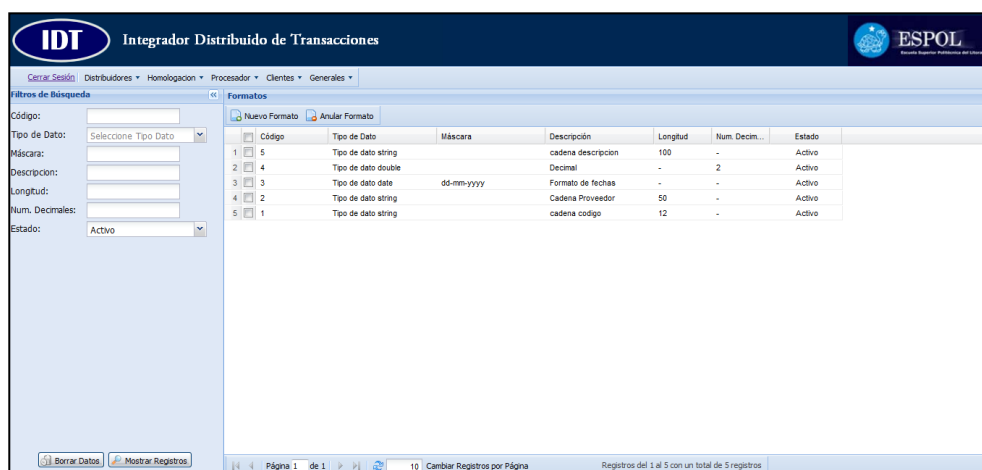 IDT Integrador Distribuido de Transacciones ESPOL
Cerrar Sesión Distribuidores Homologacion Procesador Clientes Generales
Filtros de Búsqueda Formatos
Código: Nuevo Formato Anular Formato
Tipo de Dato: Seleccione Tipo Dato Código Tipo de Dato Máscara Descripción Longitud Num. Decim... Estado
Máscara: 1 5 Tipo de dato string cadena descripcion 100 - Activo
Descripcion: 2 4 Tipo de dato double Decimal - 2 Activo
Longitud: 3 3 Tipo de dato date dd-mm-yyyy Formato de fechas - - Activo
Num. Decimales: 4 2 Tipo de dato string Cadena Proveedor 50 - Activo
5 1 Tipo de dato string cadena codigo 12 - Activo
Estado: Activo
Borrar Datos Mostrar Registros Página 1 de 1 10 Cambiar Registros por Página Registros del 1 al 5 con un total de 5 registros